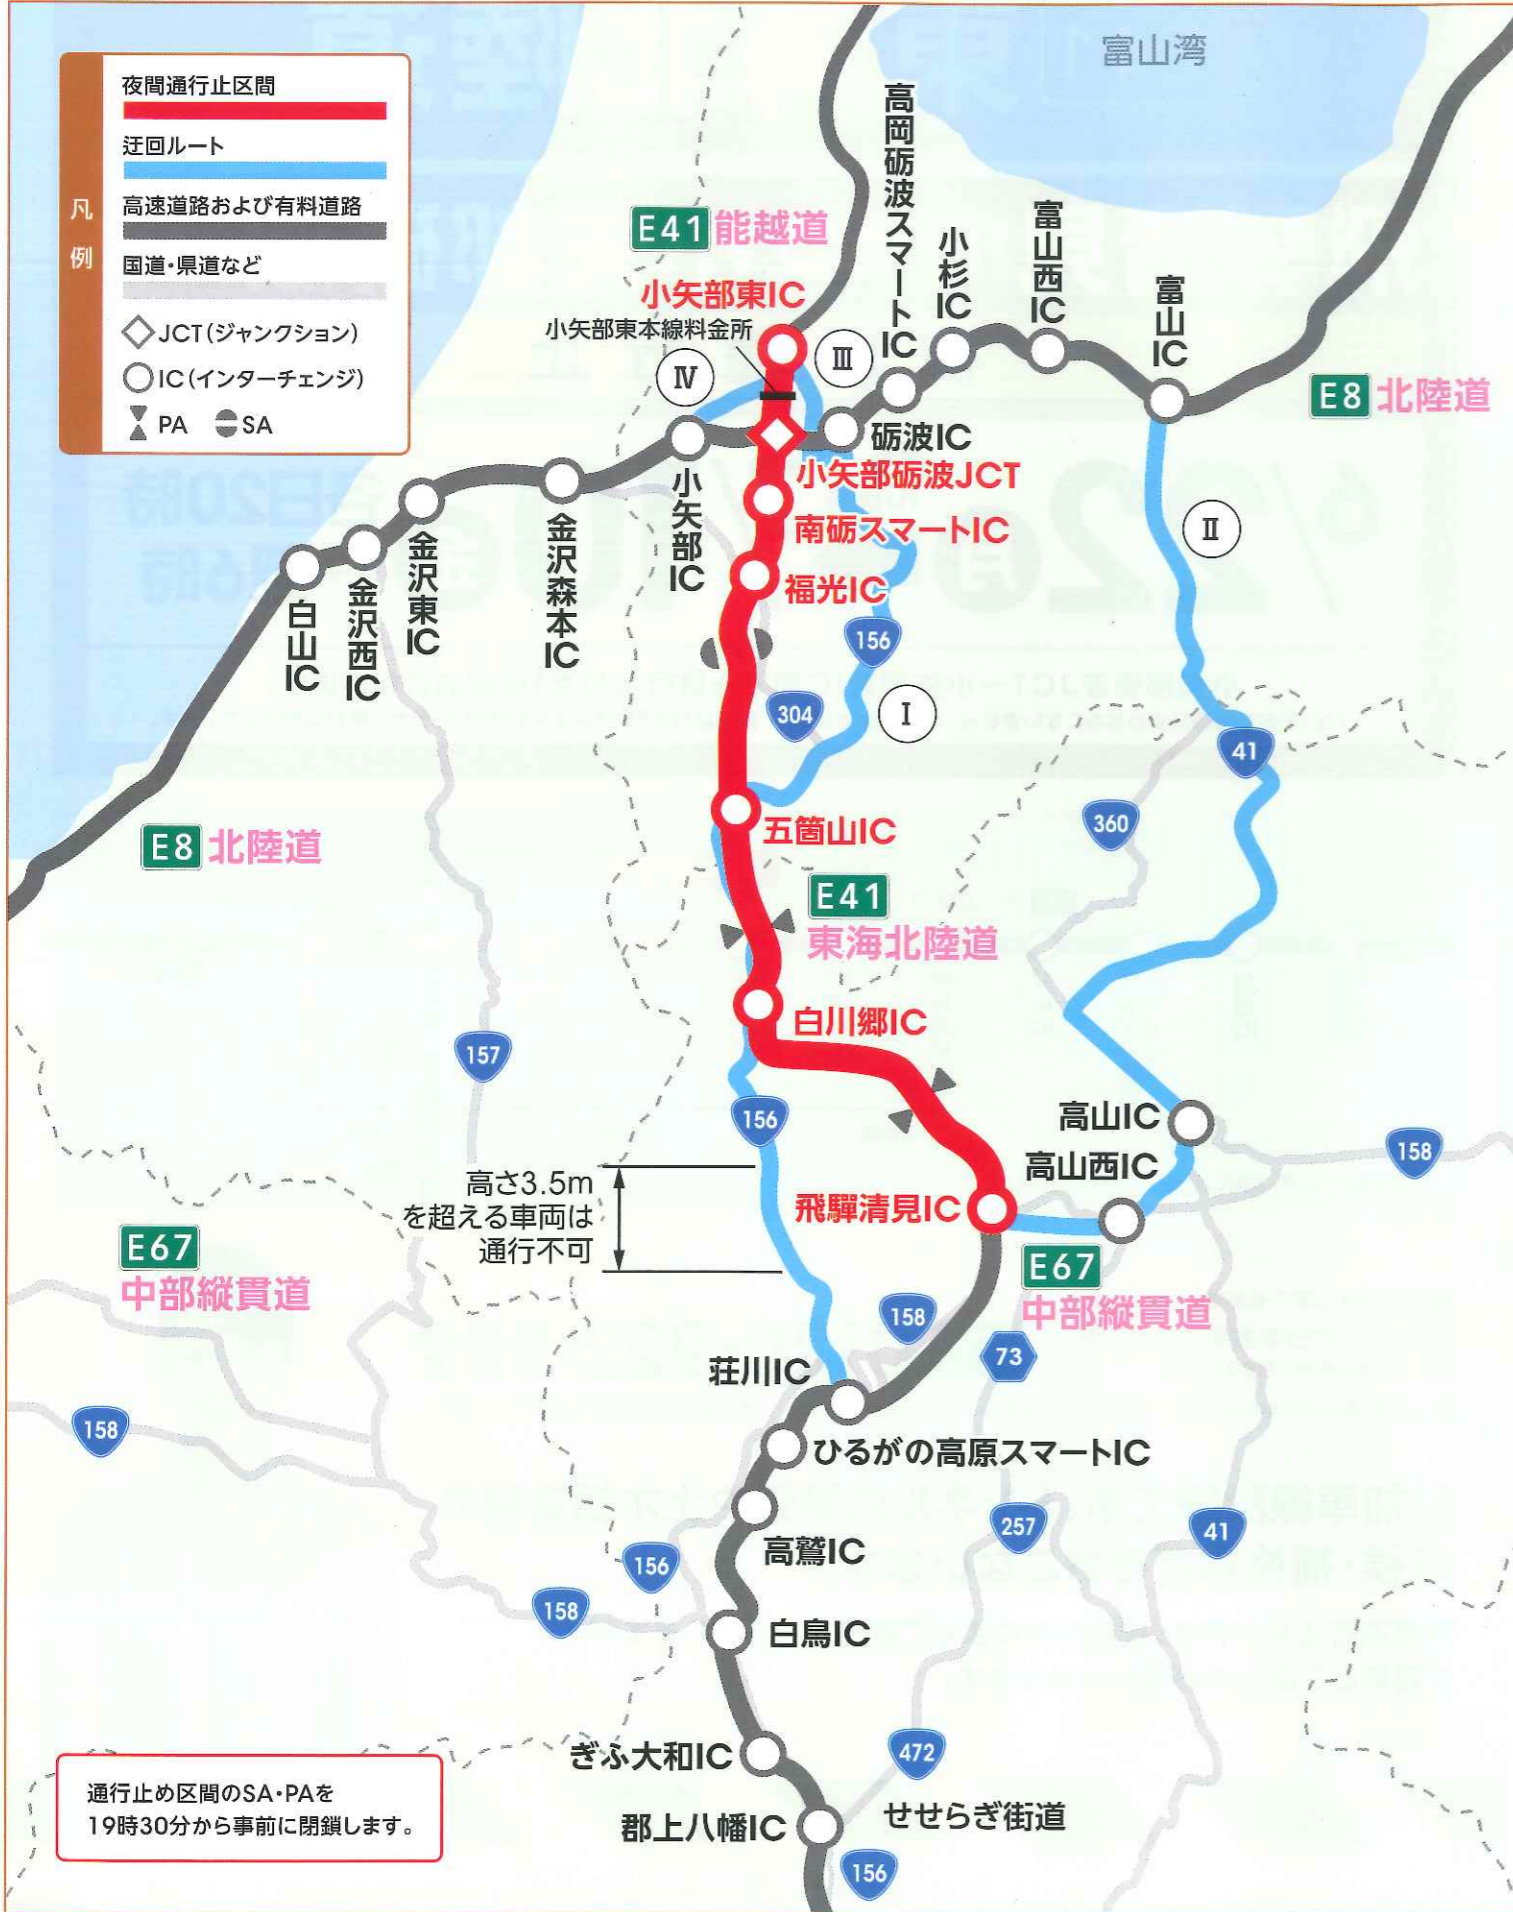 凡例
夜間通行止区間
迂回ルート
高速道路および有料道路
国道・県道など
JCT(ジャンクション)
IC(インターチェンジ)
PA
SA
富山湾
E41 能越道
小矢部東IC
小矢部東本線料金所
高岡砺波スマートIC
小杉IC
富山西IC
富山IC
E8 北陸道
Ⅳ
Ⅲ
砺波IC
小矢部砺波JCT
小矢部IC
南砺スマートIC
福光IC
金沢森本IC
金沢東IC
金沢西IC
白山IC
Ⅱ
156
304
Ⅰ
41
360
五箇山IC
E8 北陸道
E41
東海北陸道
白川郷IC
157
156
高山IC
高山西IC
158
高さ3.5m
を超える車両は
通行不可
飛驒清見IC
E67
中部縦貫道
E67
中部縦貫道
158
73
荘川IC
158
ひるがの高原スマートIC
高鷲IC
257
41
156
158
白鳥IC
ぎふ大和IC
472
せせらぎ街道
郡上八幡IC
156
通行止め区間のSA・PAを
19時30分から事前に閉鎖します。